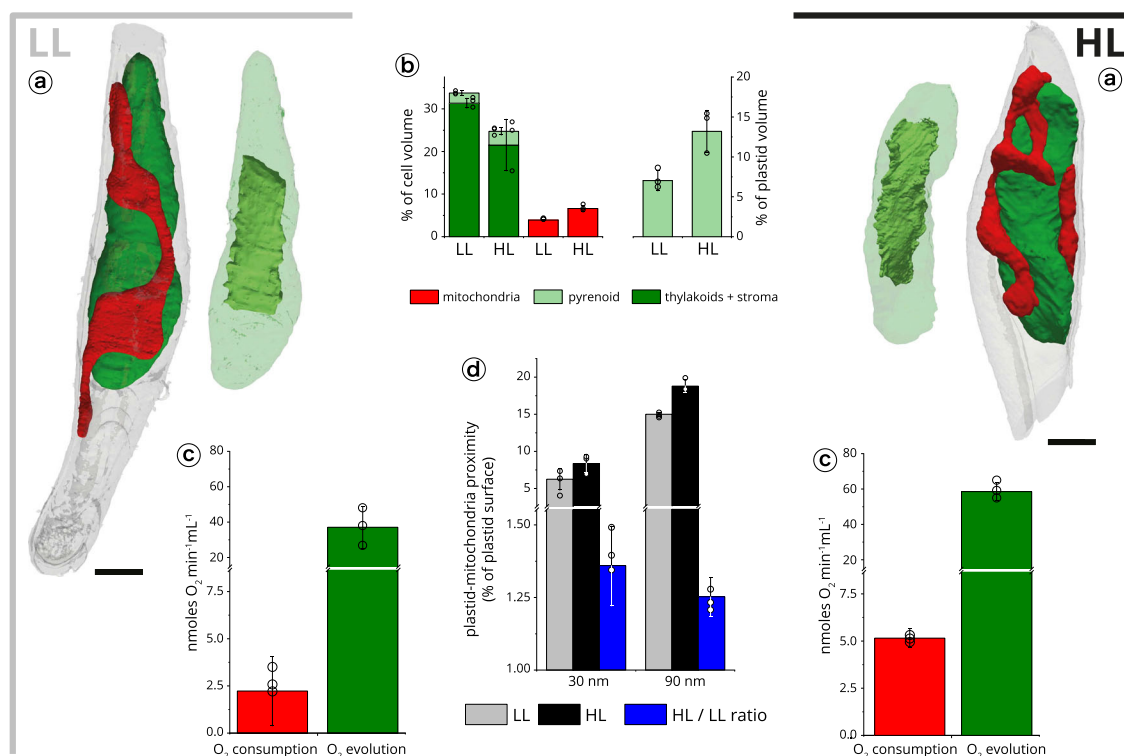 LL
HL
a
a
b
% of cell volume
30
20
10
0
LL
HL
LL
HL
20
15
10
5
0
% of plastid volume
LL
HL
mitochondria
pyrenoid
thylakoids + stroma
c
nmoles O₂ min⁻¹mL⁻¹
80
60
40
20
7.5
5.0
2.5
0.0
O₂ consumption
O₂ evolution
d
plastid-mitochondria proximity
(% of plastid surface)
20
15
10
5
1.50
1.25
1.00
30 nm
90 nm
LL
HL
HL / LL ratio
c
nmoles O₂ min⁻¹mL⁻¹
80
60
40
20
7.5
5.0
2.5
0.0
O₂ consumption
O₂ evolution